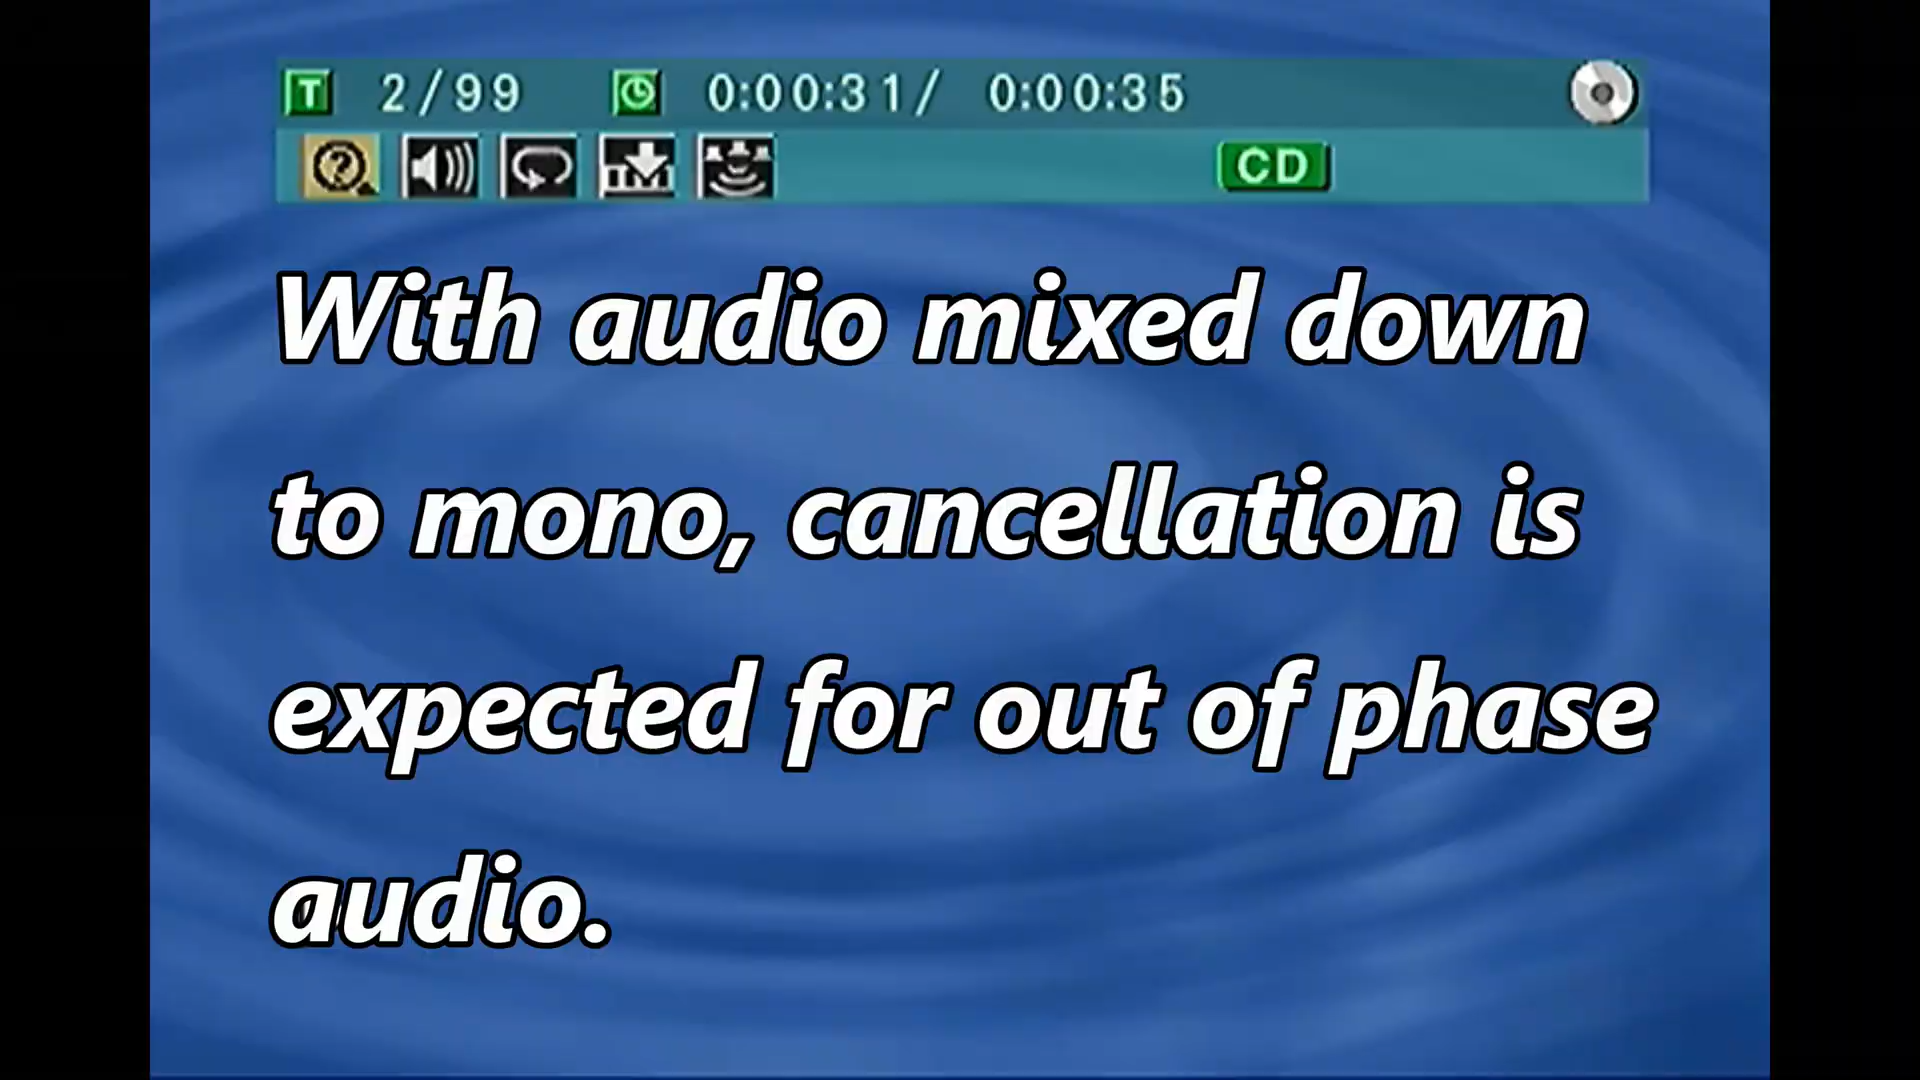 T 2/99 0:00:31/ 0:00:35
CD
With audio mixed down
to mono, cancellation is
expected for out of phase
audio.